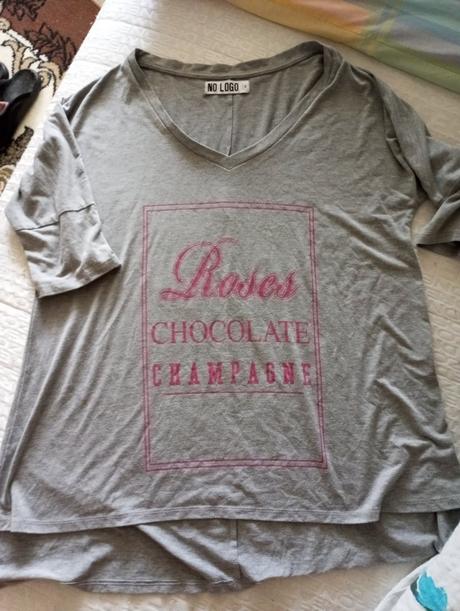 NO LOGO
Roses
CHOCOLATE
CHAMPAGNE